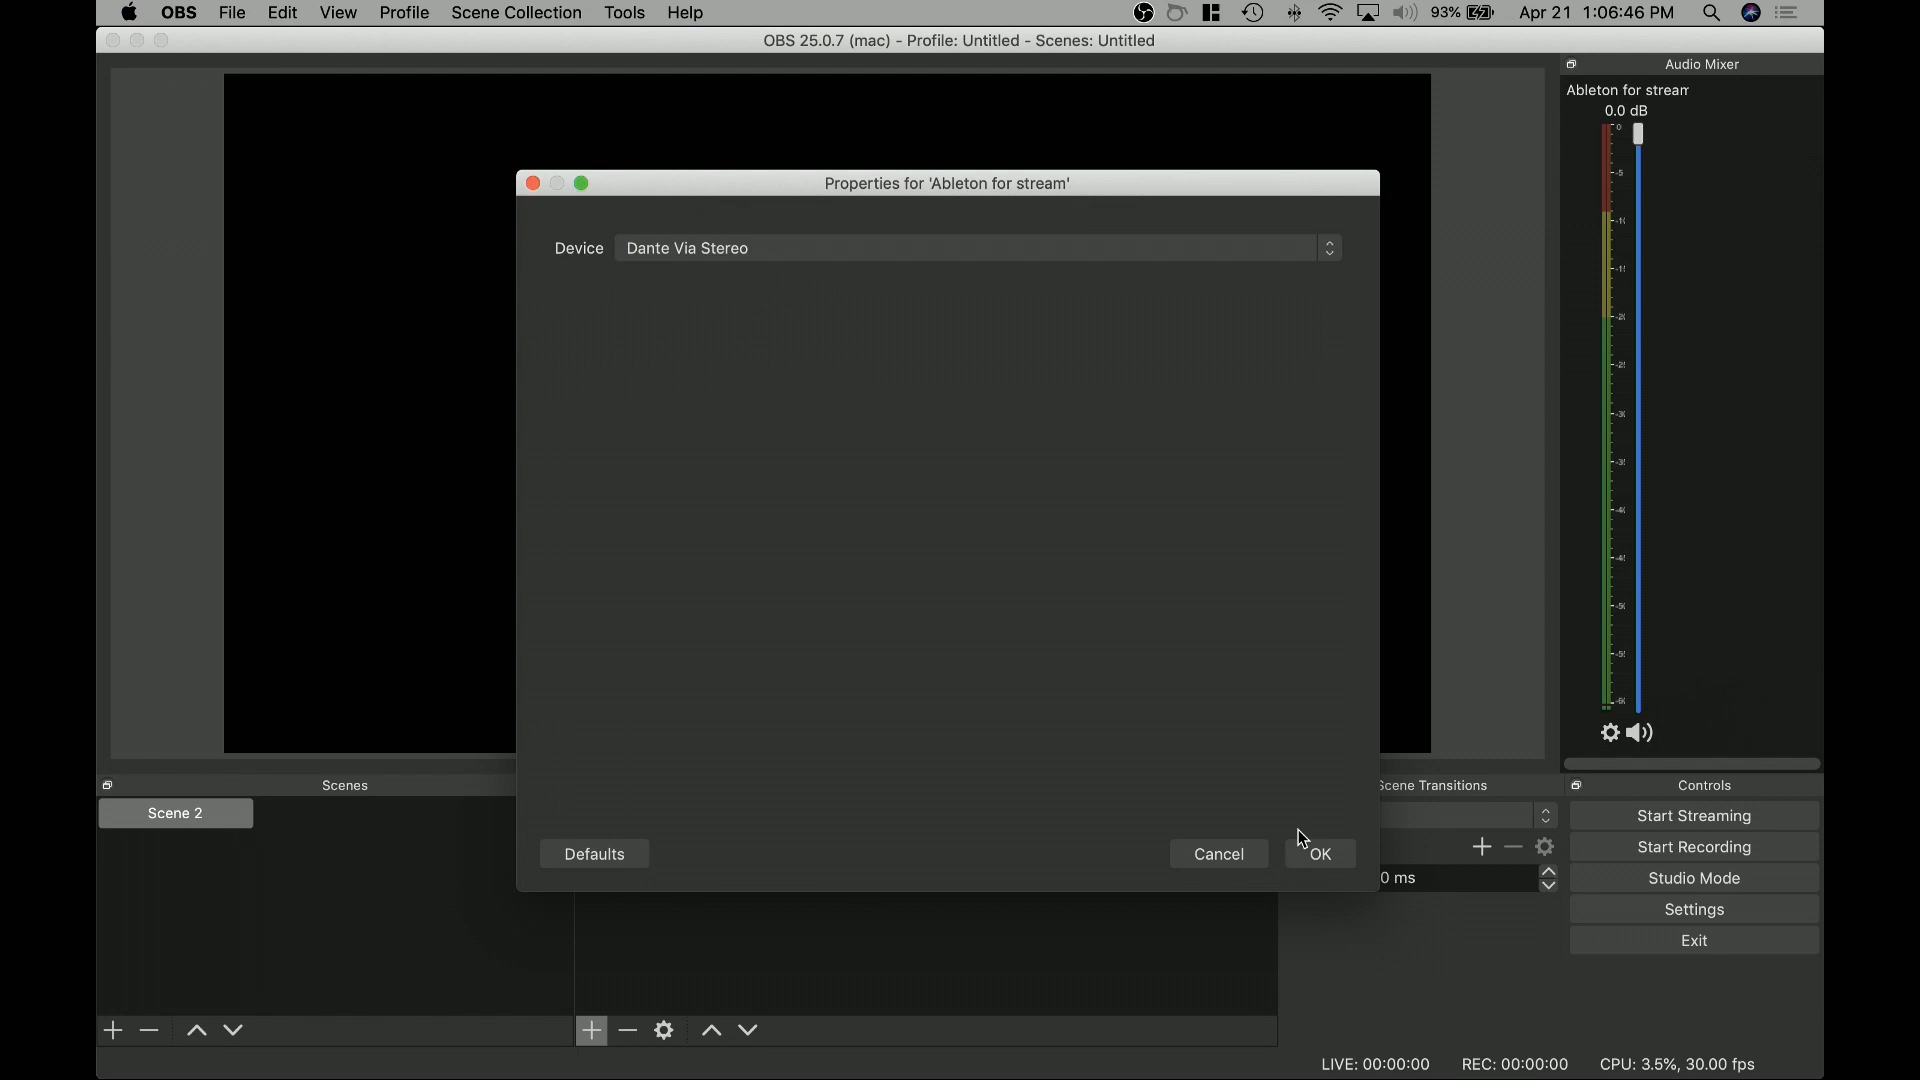 OBS File Edit View Profile Scene Collection Tools Help 93% Apr 21 1:06:46 PM
OBS 25.0.7 (mac) - Profile: Untitled - Scenes: Untitled
Audio Mixer
Ableton for stream
0.0 dB
0
-5
Properties for 'Ableton for stream'
Device Dante Via Stereo
Defaults
Cancel
OK
Scenes
Scene 2
Scene Transitions
0 ms
Controls
Start Streaming
Start Recording
Studio Mode
Settings
Exit
LIVE: 00:00:00 REC: 00:00:00 CPU: 3.5%, 30.00 fps